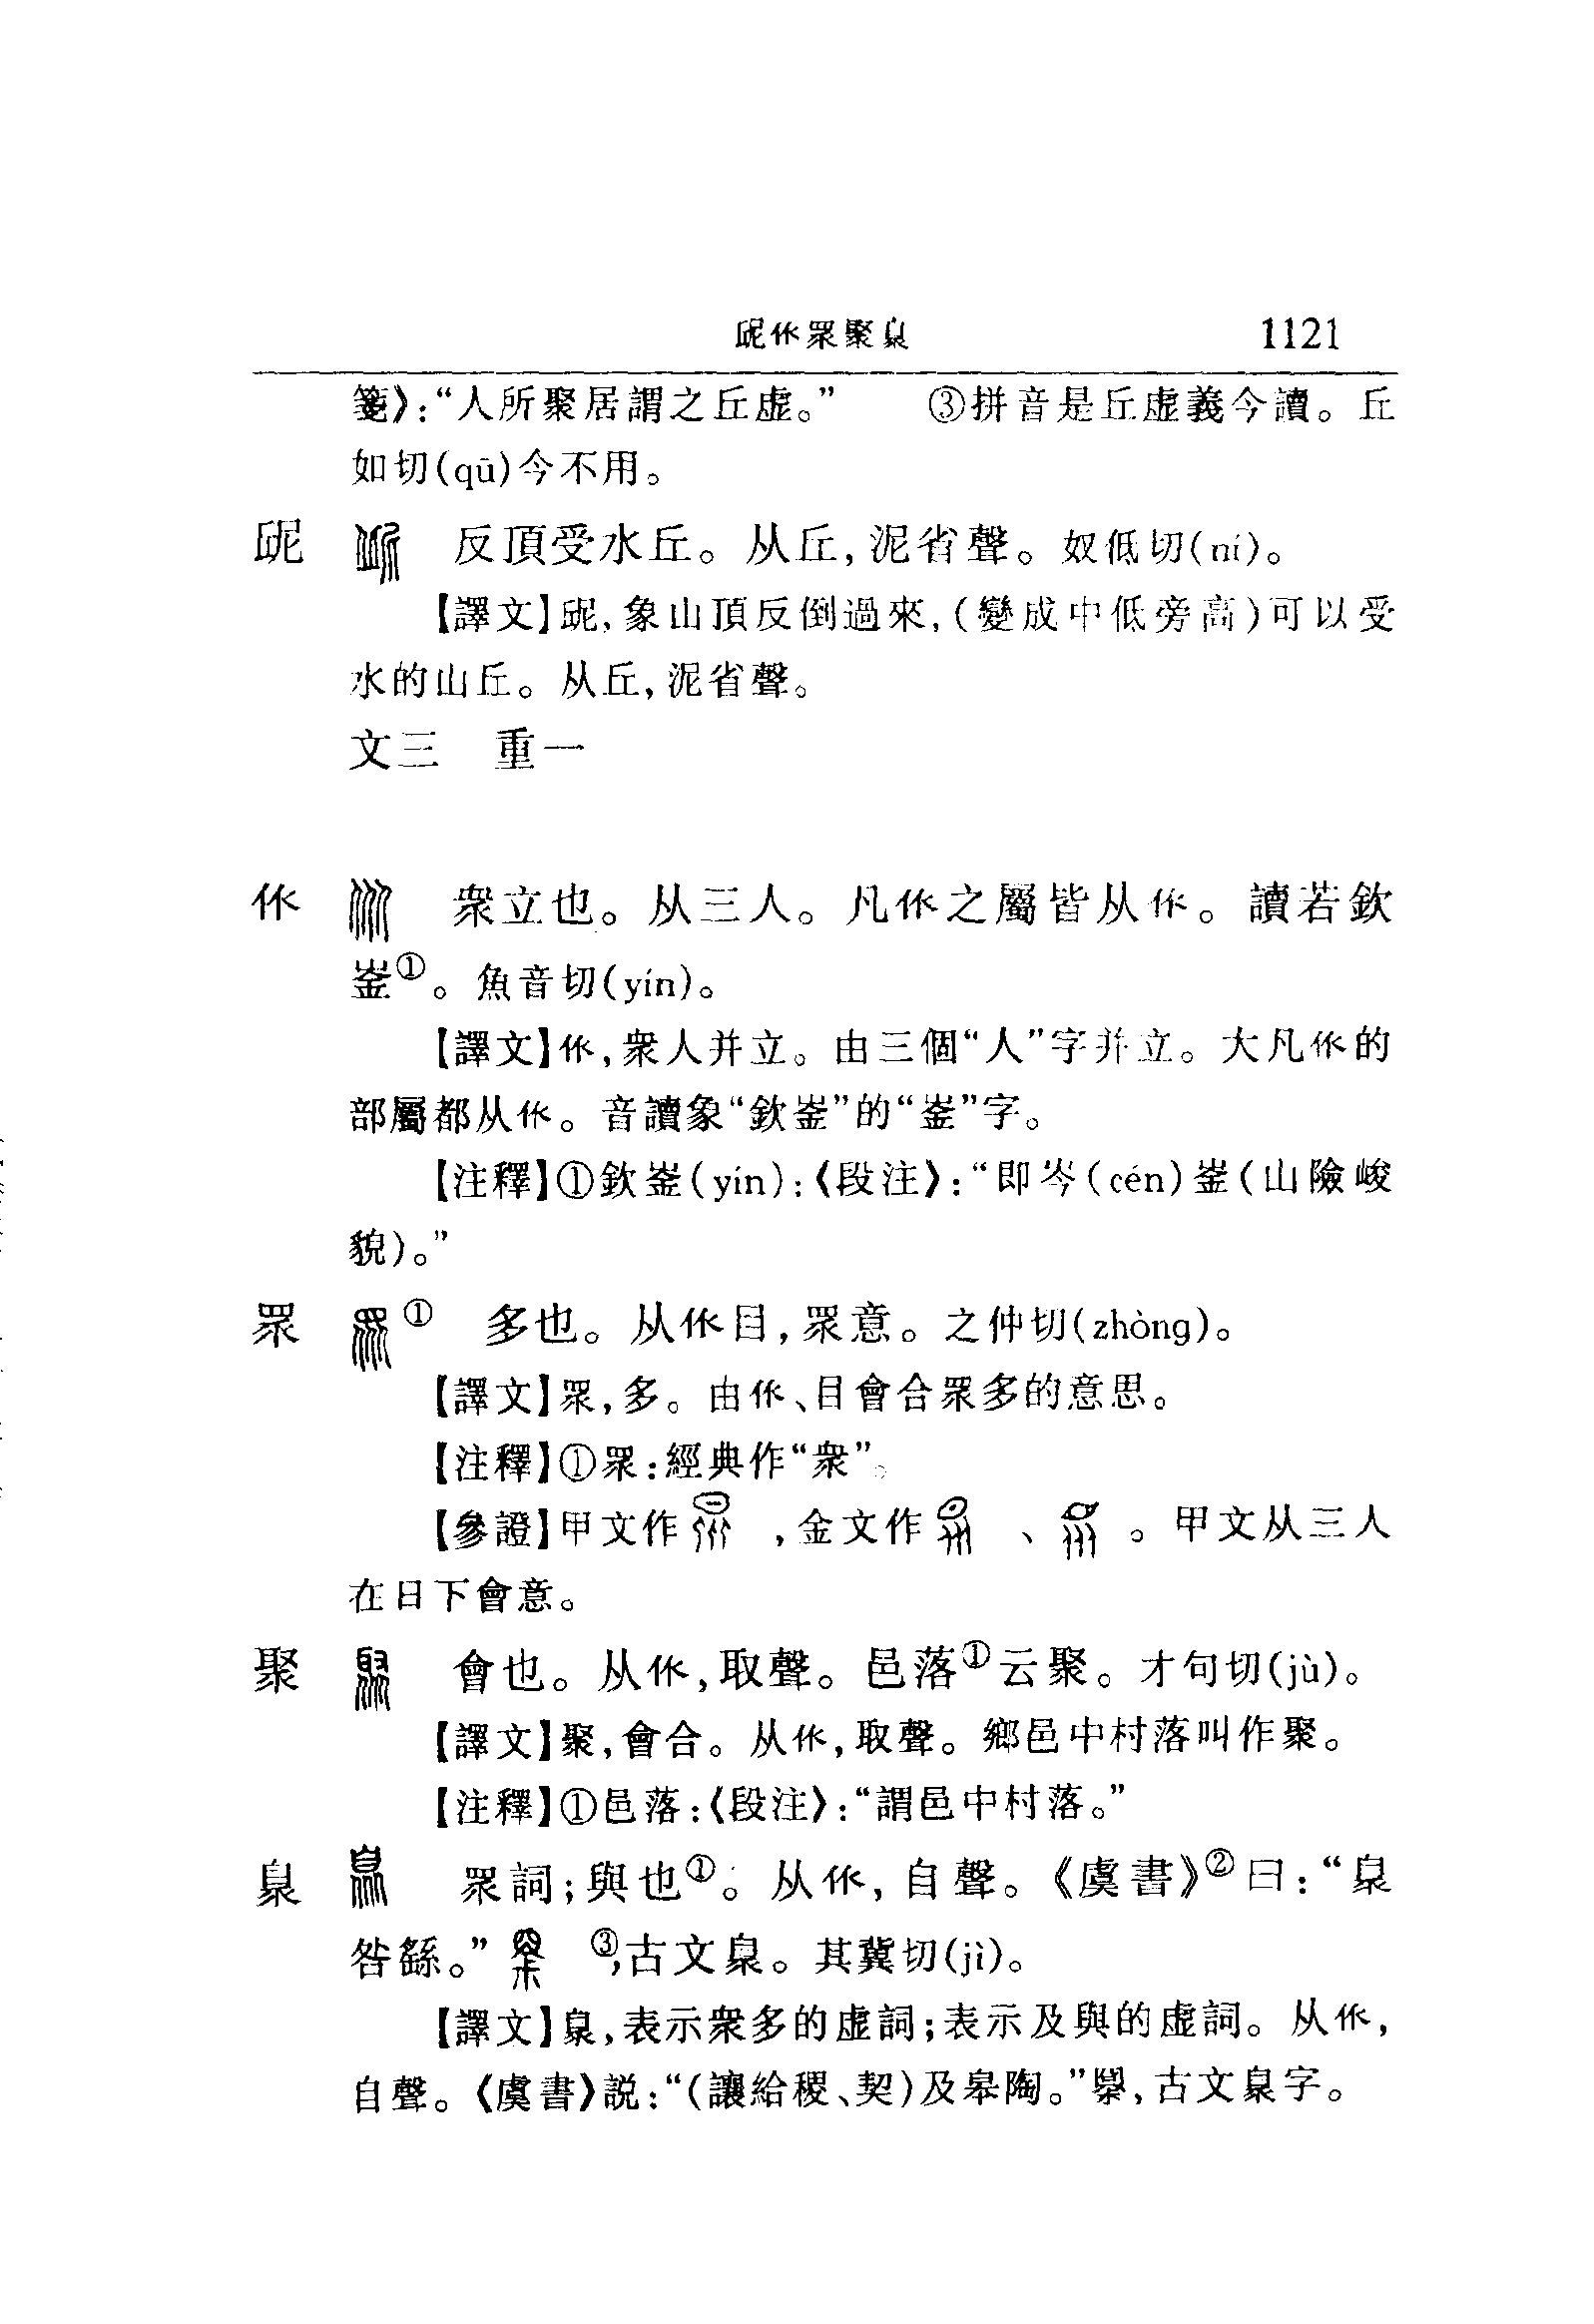 屔㐺眾聚臮 1121
箋》:“人所聚居謂之丘虛。” ③拼音是丘虛義今讀。丘
如切(qū)今不用。
屔 反頂受水丘。从丘,泥省聲。奴低切(ní)。
【譯文】屔,象山頂反倒過來,(變成中低旁高)可以受
水的山丘。从丘,泥省聲。
文三 重一
㐺 衆立也。从三人。凡㐺之屬皆从㐺。讀若欽
崟①。魚音切(yín)。
【譯文】㐺,衆人并立。由三個“人”字并立。大凡㐺的
部屬都从㐺。音讀象“欽崟”的“崟”字。
【注釋】①欽崟(yín):《段注》:“即岑(cén)崟(山險峻
貌)。”
眾 ① 多也。从㐺目,眾意。之仲切(zhòng)。
【譯文】眾,多。由㐺、目會合眾多的意思。
【注釋】①眾:經典作“衆”。
【參證】甲文作 ,金文作 、 。甲文从三人
在日下會意。
聚 會也。从㐺,取聲。邑落①云聚。才句切(jù)。
【譯文】聚,會合。从㐺,取聲。鄉邑中村落叫作聚。
【注釋】①邑落:《段注》:“謂邑中村落。”
臮 眾詞;與也①。从㐺,自聲。《虞書》②曰:“臮
咎繇。” ③,古文臮。其冀切(jì)。
【譯文】臮,表示衆多的虛詞;表示及與的虛詞。从㐺,
自聲。《虞書》説:“(讓給稷、契)及皋陶。” ,古文臮字。